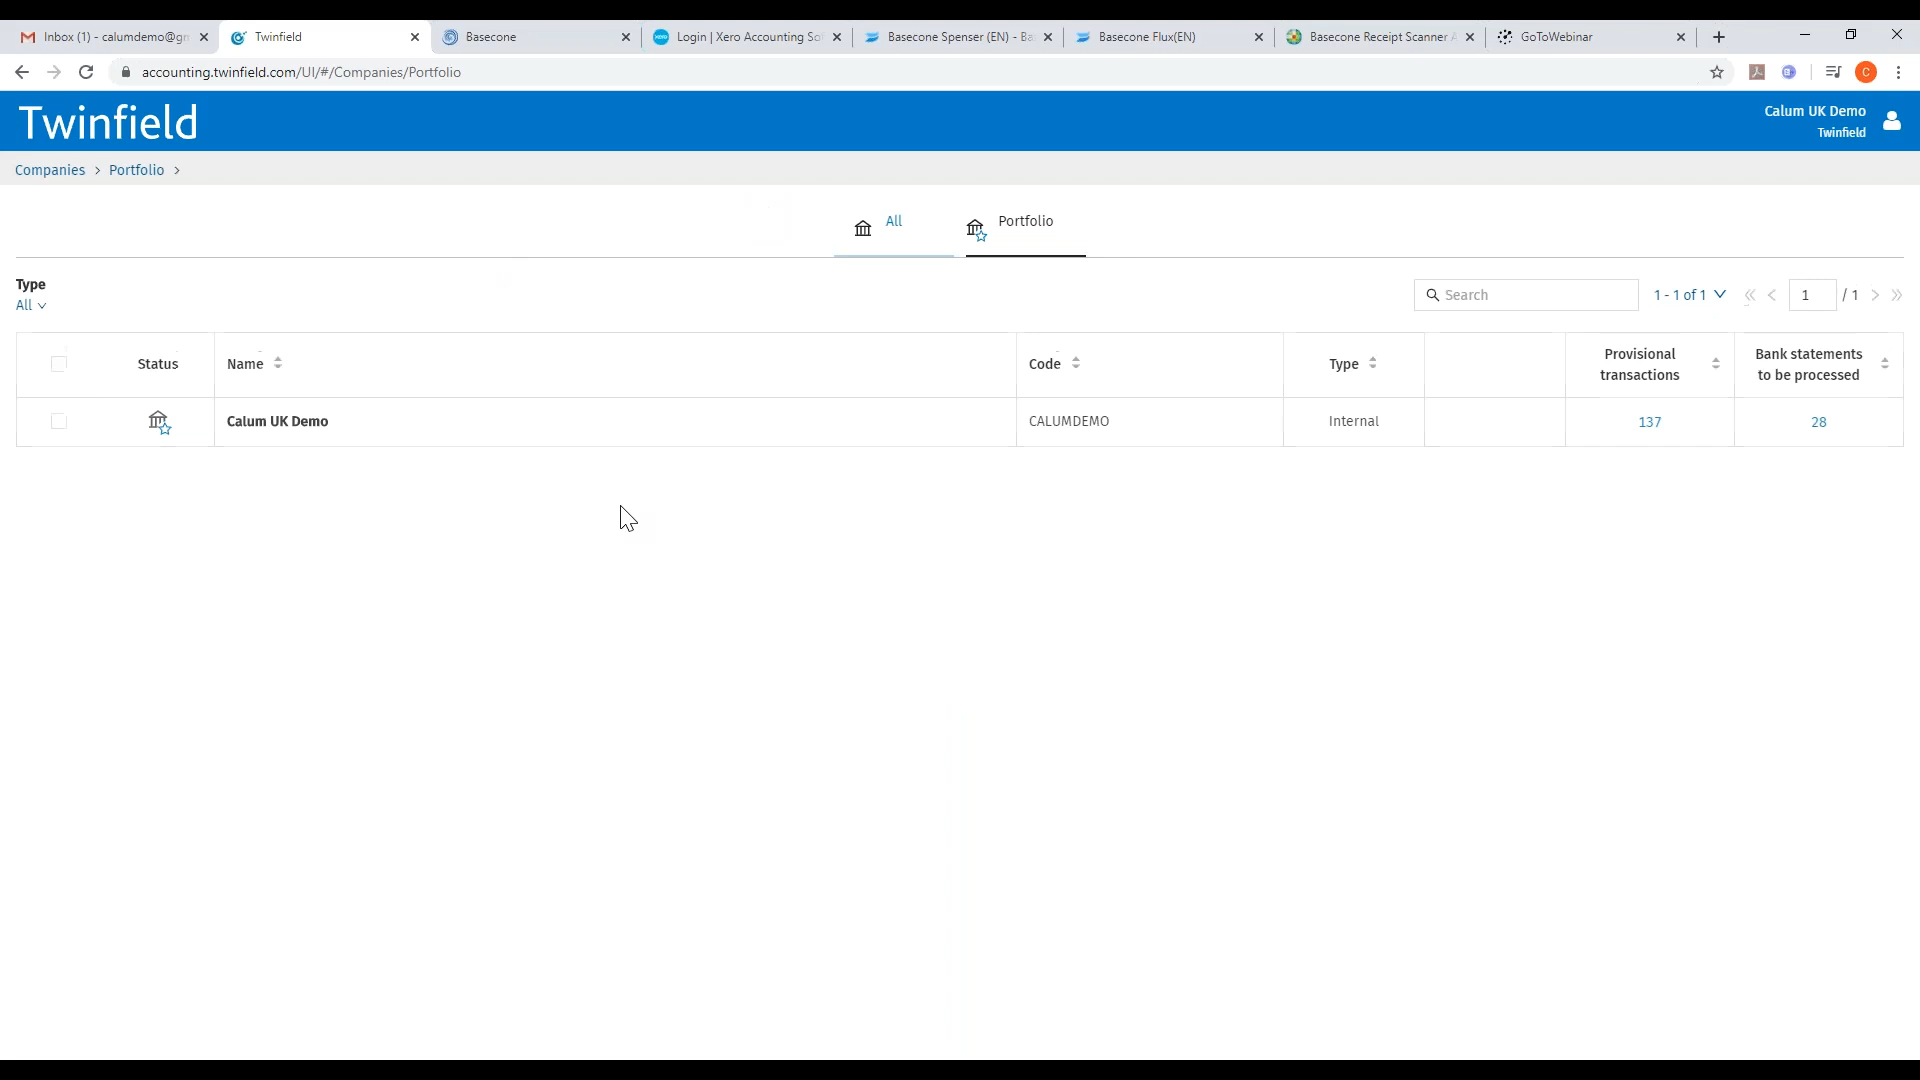 Inbox (1) - calumdemo@gm
Twinfield
Basecone
Login | Xero Accounting So
Basecone Spenser (EN) - Ba
Basecone Flux(EN)
Basecone Receipt Scanner A
GoToWebinar
accounting.twinfield.com/UI/#/Companies/Portfolio
C
Twinfield
Calum UK Demo
Twinfield
Companies > Portfolio >
All
Portfolio
Type
All
Search
1 - 1 of 1
1
/ 1
Status
Name
Code
Type
Provisional
transactions
Bank statements
to be processed
Calum UK Demo
CALUMDEMO
Internal
137
28